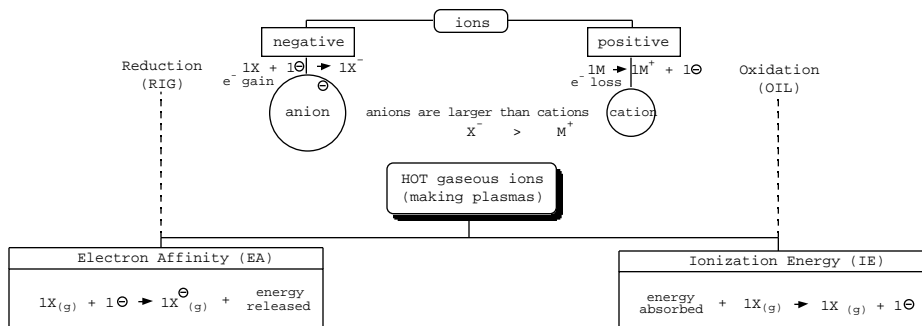 ions
negative
positive
Reduction
(RIG)
1X + 1⊖ → 1X⁻
e⁻ gain
1M → 1M⁺ + 1⊖
e⁻ loss
Oxidation
(OIL)
⊖
anion
anions are larger than cations
X⁻ > M⁺
cation
HOT gaseous ions
(making plasmas)
Electron Affinity (EA)
1X(g) + 1⊖ → 1X⊖(g) + energy released
Ionization Energy (IE)
energy absorbed + 1X(g) → 1X (g) + 1⊖